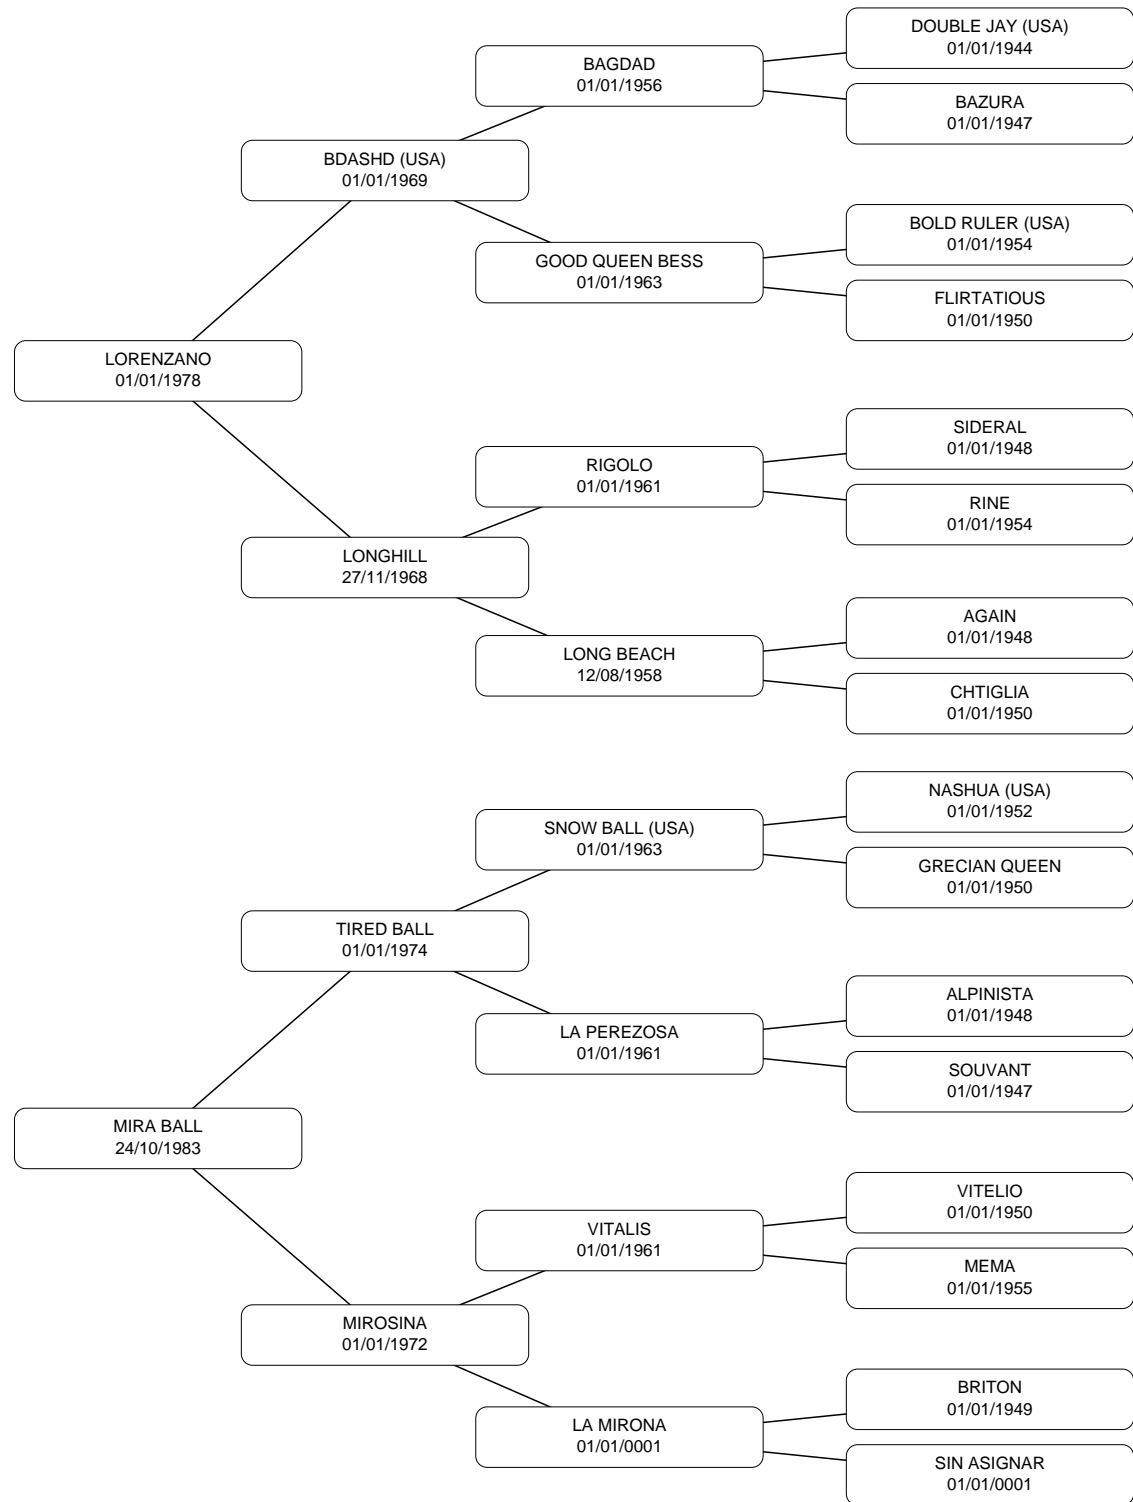 DOUBLE JAY (USA)
01/01/1944
BAGDAD
01/01/1956
BAZURA
01/01/1947
BDASHD (USA)
01/01/1969
BOLD RULER (USA)
01/01/1954
GOOD QUEEN BESS
01/01/1963
FLIRTATIOUS
01/01/1950
LORENZANO
01/01/1978
SIDERAL
01/01/1948
RIGOLO
01/01/1961
RINE
01/01/1954
LONGHILL
27/11/1968
AGAIN
01/01/1948
LONG BEACH
12/08/1958
CHTIGLIA
01/01/1950
NASHUA (USA)
01/01/1952
SNOW BALL (USA)
01/01/1963
GRECIAN QUEEN
01/01/1950
TIRED BALL
01/01/1974
ALPINISTA
01/01/1948
LA PEREZOSA
01/01/1961
SOUVANT
01/01/1947
MIRA BALL
24/10/1983
VITELIO
01/01/1950
VITALIS
01/01/1961
MEMA
01/01/1955
MIROSINA
01/01/1972
BRITON
01/01/1949
LA MIRONA
01/01/0001
SIN ASIGNAR
01/01/0001